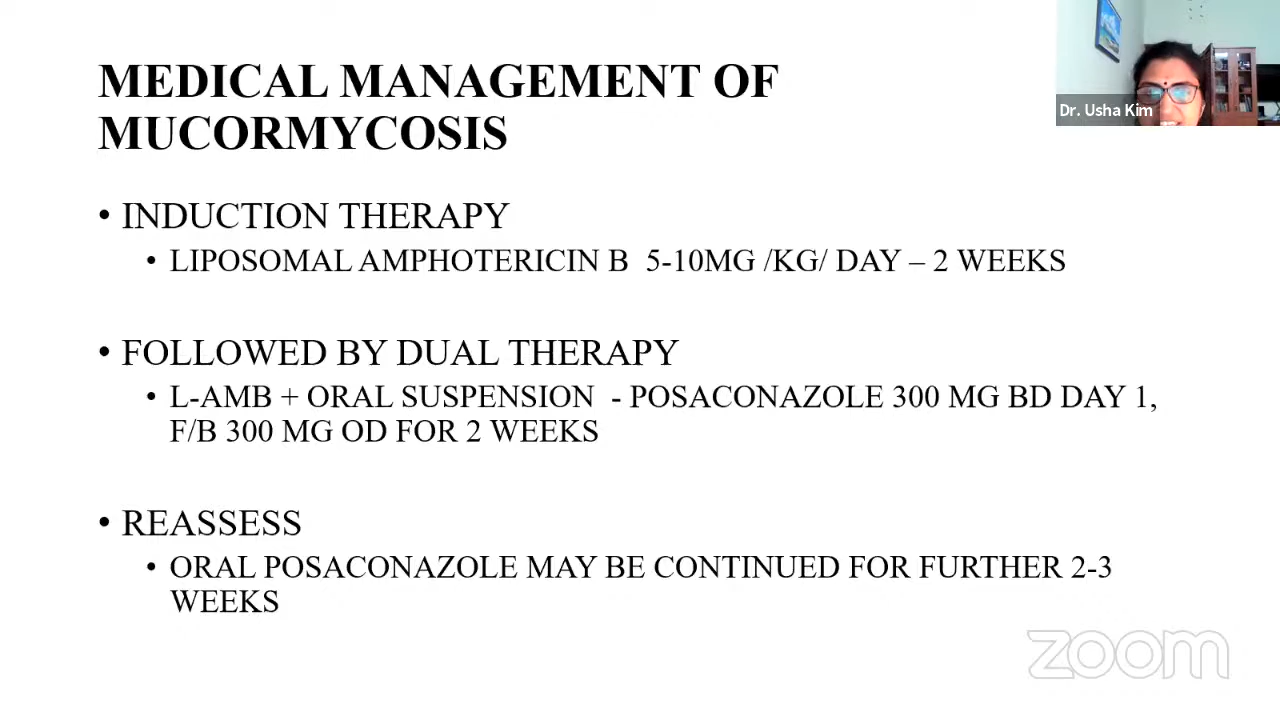 MEDICAL MANAGEMENT OF
MUCORMYCOSIS
Dr. Usha Kim
• INDUCTION THERAPY
• LIPOSOMAL AMPHOTERICIN B 5-10MG /KG/ DAY – 2 WEEKS
• FOLLOWED BY DUAL THERAPY
• L-AMB + ORAL SUSPENSION - POSACONAZOLE 300 MG BD DAY 1,
F/B 300 MG OD FOR 2 WEEKS
• REASSESS
• ORAL POSACONAZOLE MAY BE CONTINUED FOR FURTHER 2-3
WEEKS
zoom